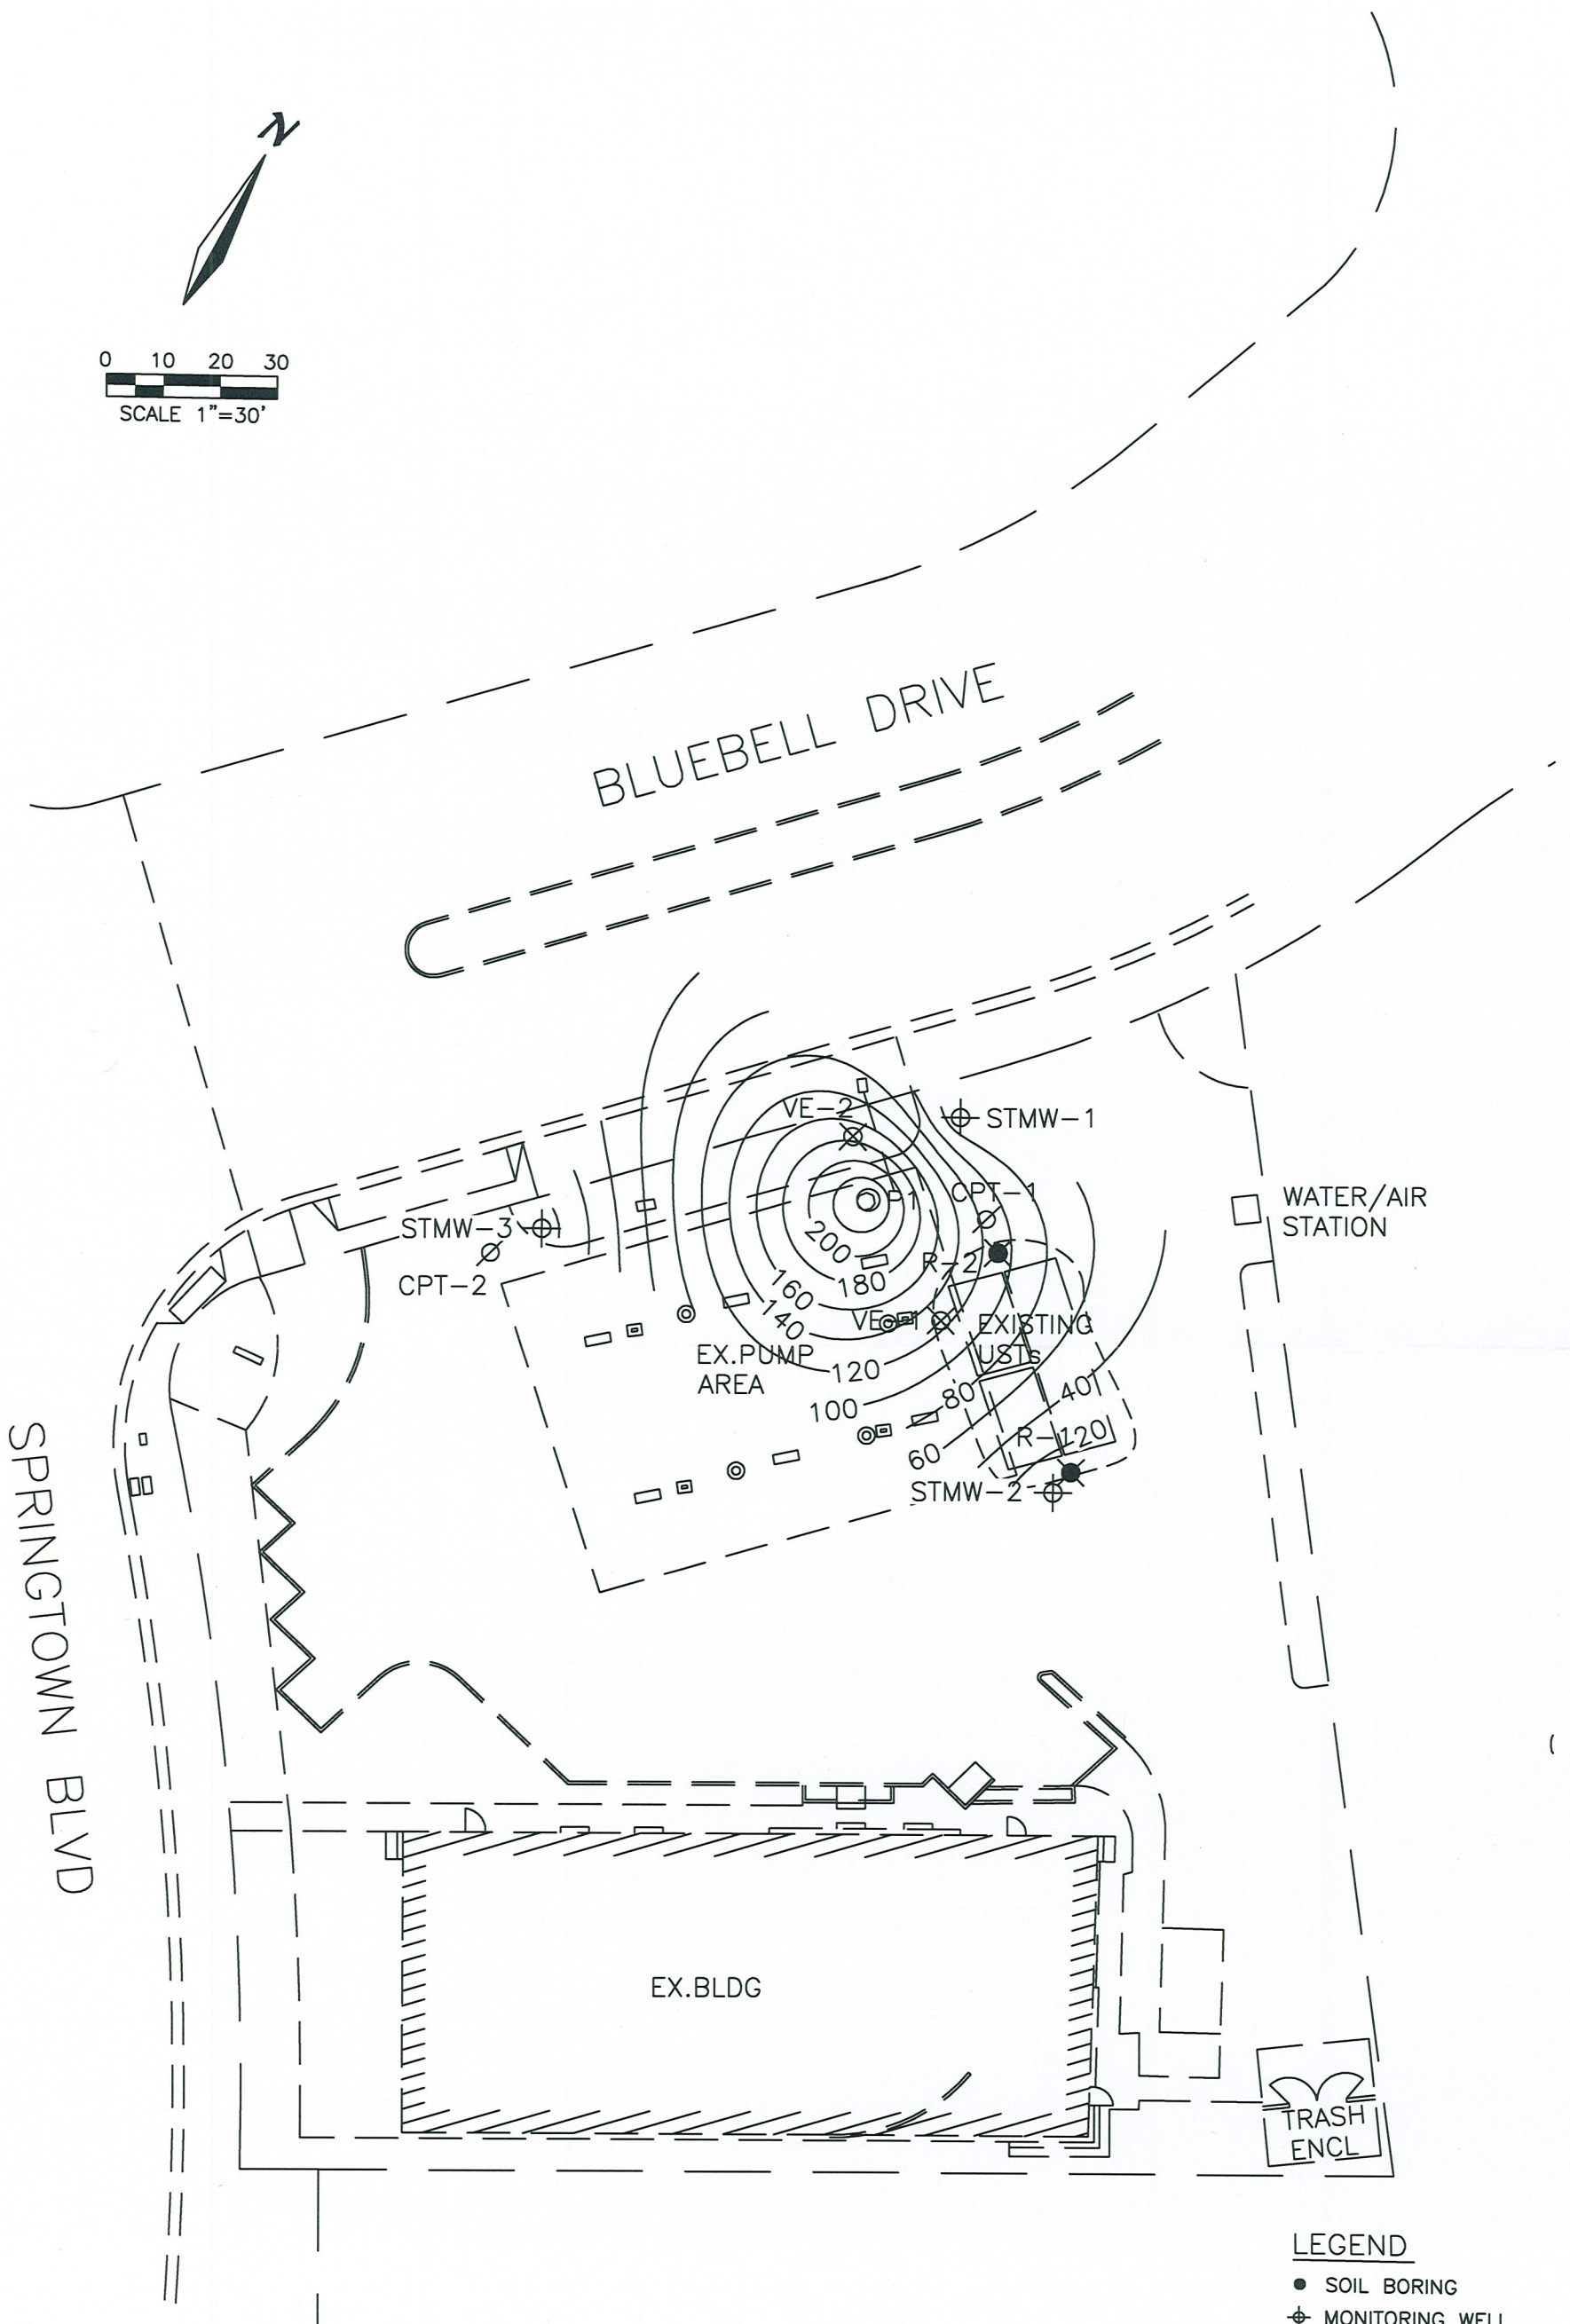 N
0 10 20 30
SCALE 1"=30'
BLUEBELL DRIVE
VE-2
STMW-1
CPT-1
WATER/AIR
STATION
STMW-3
CPT-2
200
R-2
180
160
140
EXISTING
USTs
EX.PUMP
AREA
120
100
80
40
R-1
20
60
STMW-2
SPRINGTOWN BLVD
EX.BLDG
TRASH
ENCL
LEGEND
SOIL BORING
MONITORING WELL